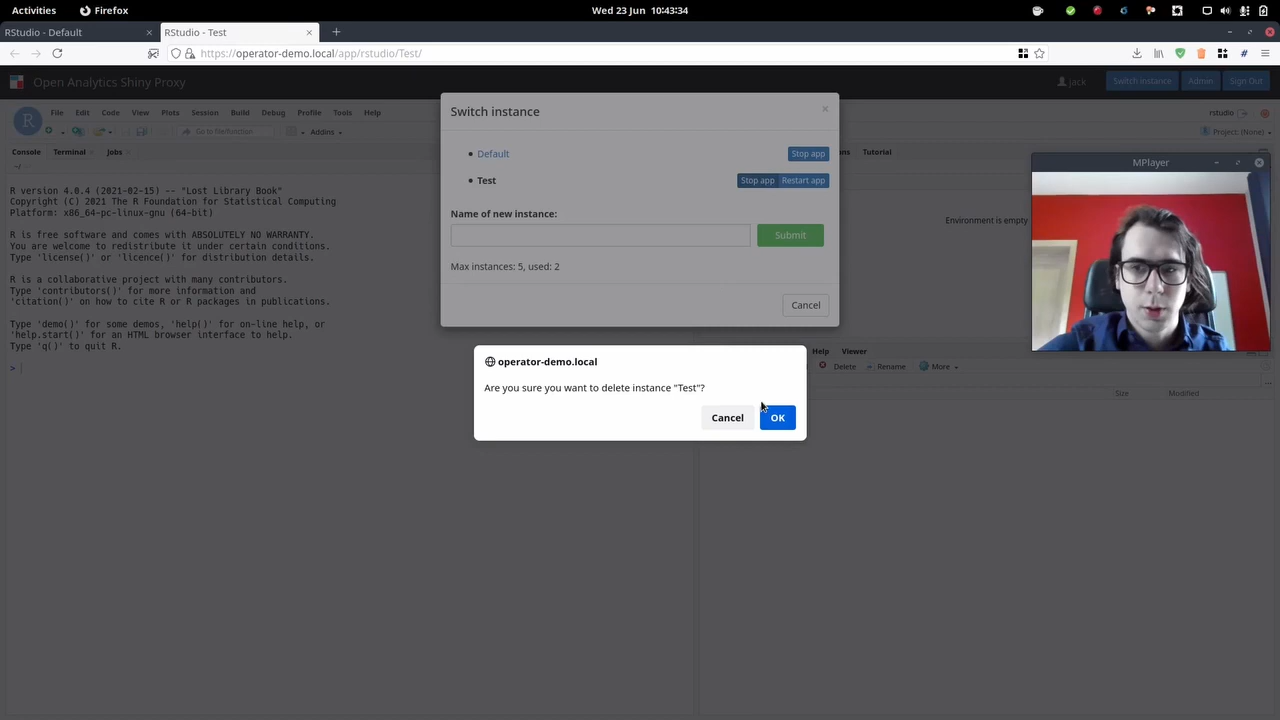 Activities
Firefox
Wed 23 Jun 10:43:34
RStudio - Default
RStudio - Test
https://operator-demo.local/app/rstudio/Test/
Open Analytics Shiny Proxy
jack
Switch instance
Admin
Sign Out
File Edit Code View Plots Session Build Debug Profile Tools Help
rstudio
Go to file/function
Addins
Project: (None)
Console Terminal Jobs
Tutorial
~/
R version 4.0.4 (2021-02-15) -- "Lost Library Book"
Copyright (C) 2021 The R Foundation for Statistical Computing
Platform: x86_64-pc-linux-gnu (64-bit)
R is free software and comes with ABSOLUTELY NO WARRANTY.
You are welcome to redistribute it under certain conditions.
Type 'license()' or 'licence()' for distribution details.
R is a collaborative project with many contributors.
Type 'contributors()' for more information and
'citation()' on how to cite R or R packages in publications.
Type 'demo()' for some demos, 'help()' for on-line help, or
'help.start()' for an HTML browser interface to help.
Type 'q()' to quit R.
>
Switch instance
Default
Stop app
Test
Stop app
Restart app
Name of new instance:
Submit
Max instances: 5, used: 2
Cancel
MPlayer
Environment is empty
Help Viewer
Delete Rename More
Size Modified
operator-demo.local
Are you sure you want to delete instance "Test"?
Cancel
OK